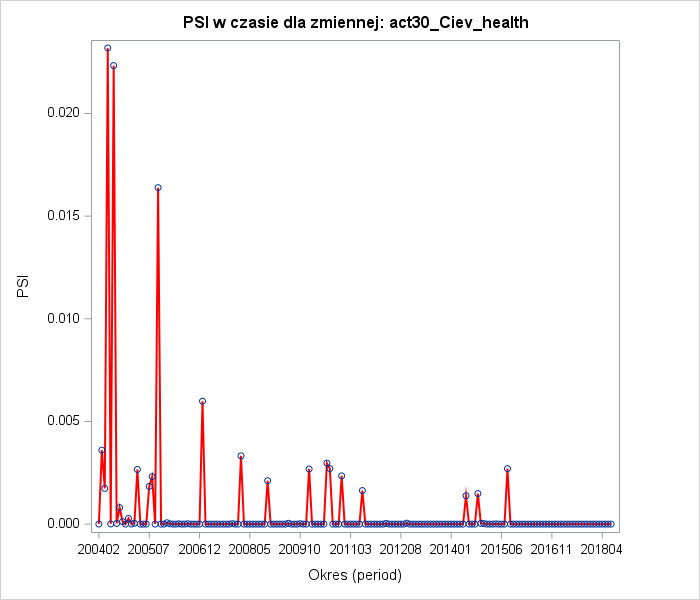 PSI w czasie dla zmiennej: act30_Ciev_health
0.020
0.015
0.010
0.005
0.000
PSI
200402 200507 200612 200805 200910 201103 201208 201401 201506 201611 201804
Okres (period)